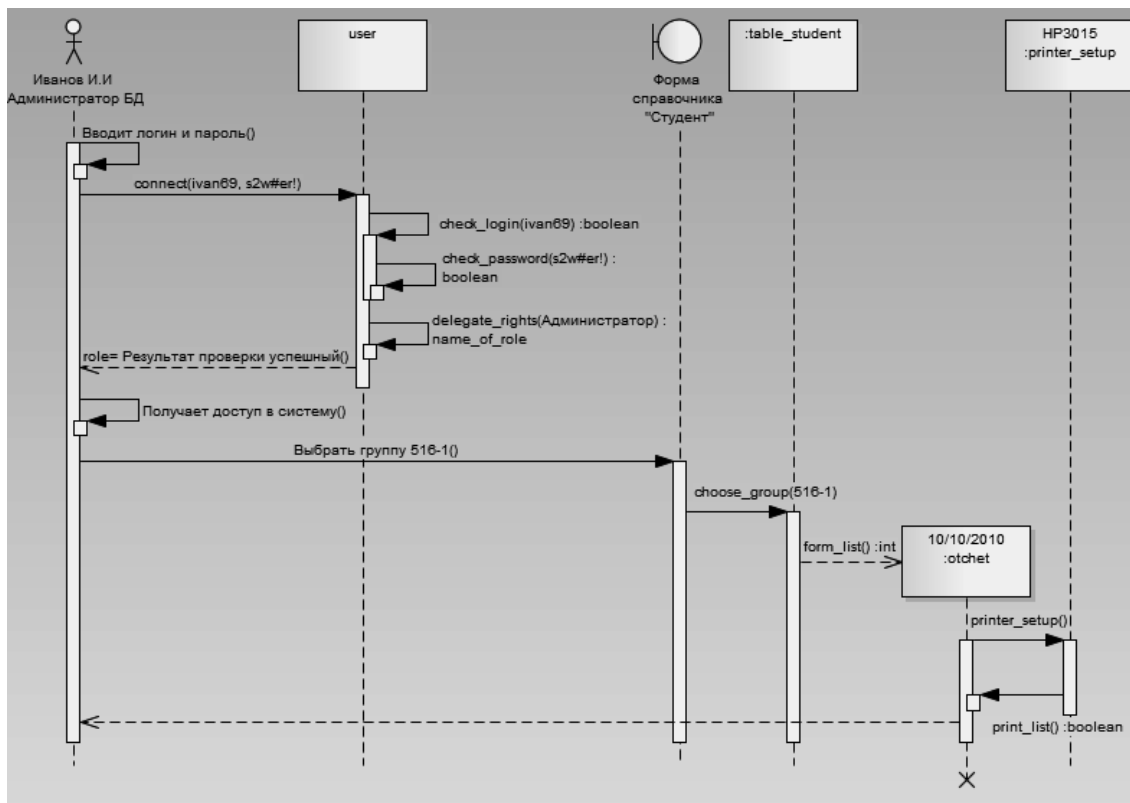 user
:table_student
HP3015
:printer_setup
Иванов И.И
Администратор БД
Форма
справочника
"Студент"
Вводит логин и пароль()
connect(ivan69, s2w#er!)
check_login(ivan69) :boolean
check_password(s2w#er!) :
boolean
delegate_rights(Администратор) :
name_of_role
role= Результат проверки успешный()
Получает доступ в систему()
Выбрать группу 516-1()
choose_group(516-1)
form_list() :int
10/10/2010
:otchet
printer_setup()
print_list() :boolean